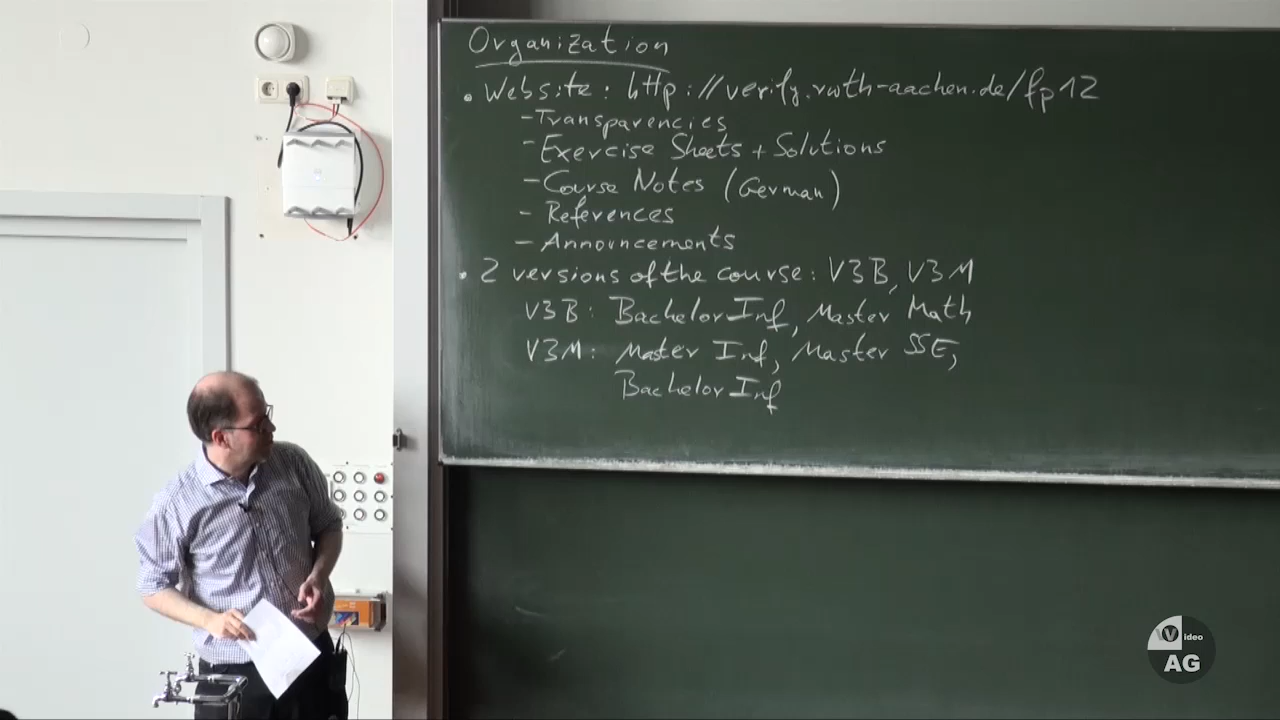 Organization
• Website: http://verify.rwth-aachen.de/fp12
- Transparencies
- Exercise Sheets + Solutions
- Course Notes (German)
- References
- Announcements
• 2 versions of the course: V3B, V3M
V3B: Bachelor Inf, Master Math
V3M: Mater Inf, Master SSE,
Bachelor Inf
Video
AG